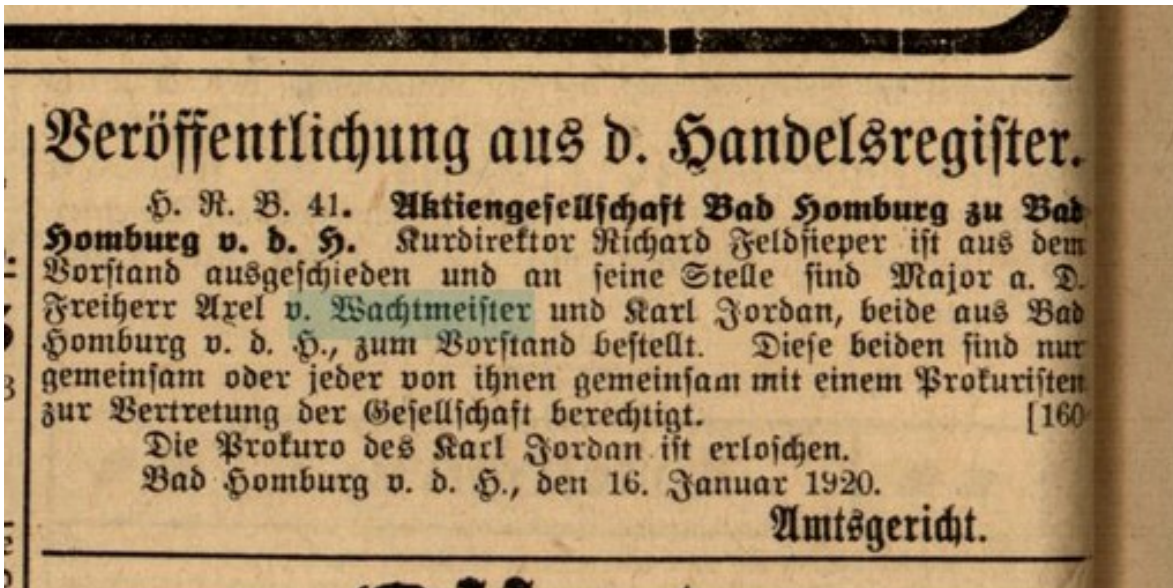 Veröffentlichung aus d. Handelsregister.
H. R. B. 41. Aktiengesellschaft Bad Homburg zu Bad
Homburg v. d. H. Kurdirektor Richard Feldsieper ist aus dem
Vorstand ausgeschieden und an seine Stelle sind Major a. D.
Freiherr Axel v. Wachtmeister und Karl Jordan, beide aus Bad
Homburg v. d. H., zum Vorstand bestellt. Diese beiden sind nur
gemeinsam oder jeder von ihnen gemeinsam mit einem Prokuristen
zur Vertretung der Gesellschaft berechtigt. [160
Die Prokuro des Karl Jordan ist erloschen.
Bad Homburg v. d. H., den 16. Januar 1920.
Amtsgericht.